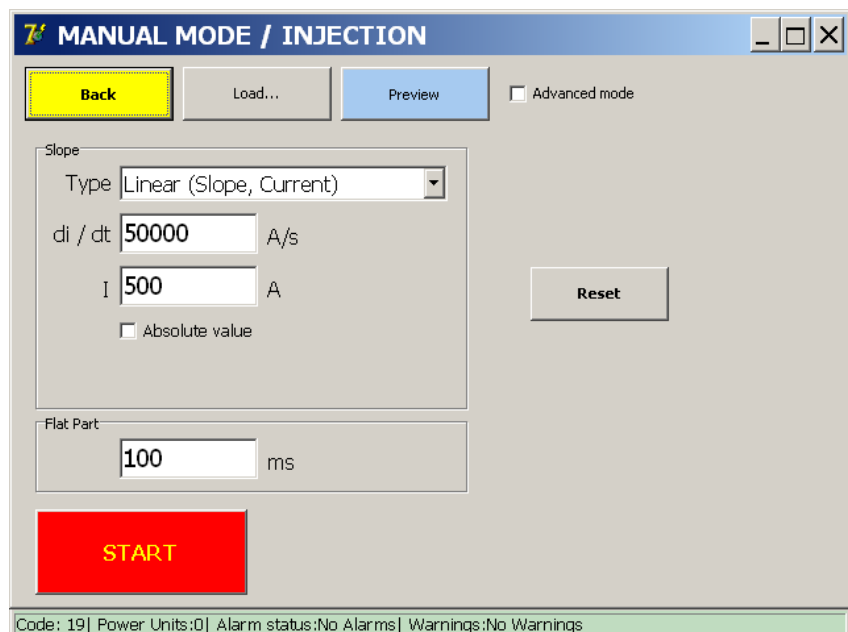 MANUAL MODE / INJECTION
Back
Load...
Preview
Advanced mode
Slope
Type Linear (Slope, Current)
di / dt 50000 A/s
I 500 A
Absolute value
Reset
Flat Part
100 ms
START
Code: 19| Power Units:0| Alarm status:No Alarms| Warnings:No Warnings